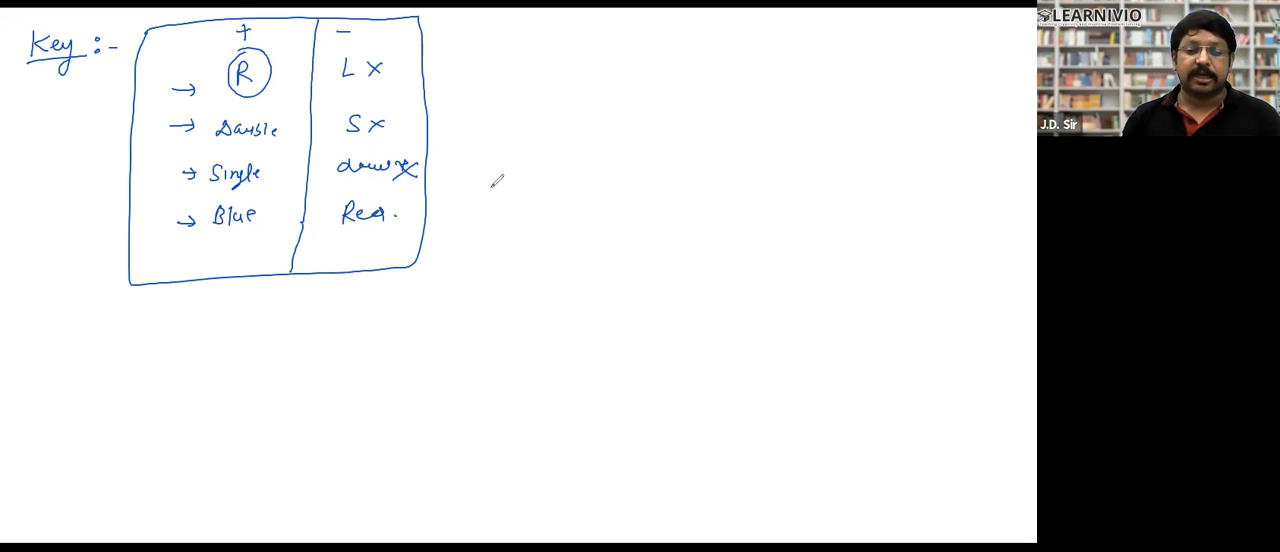 Key :-
+ -
R L x
→ Double S x
→ Single
→ Blue Red.
LEARNIVIO
J.D. Sir